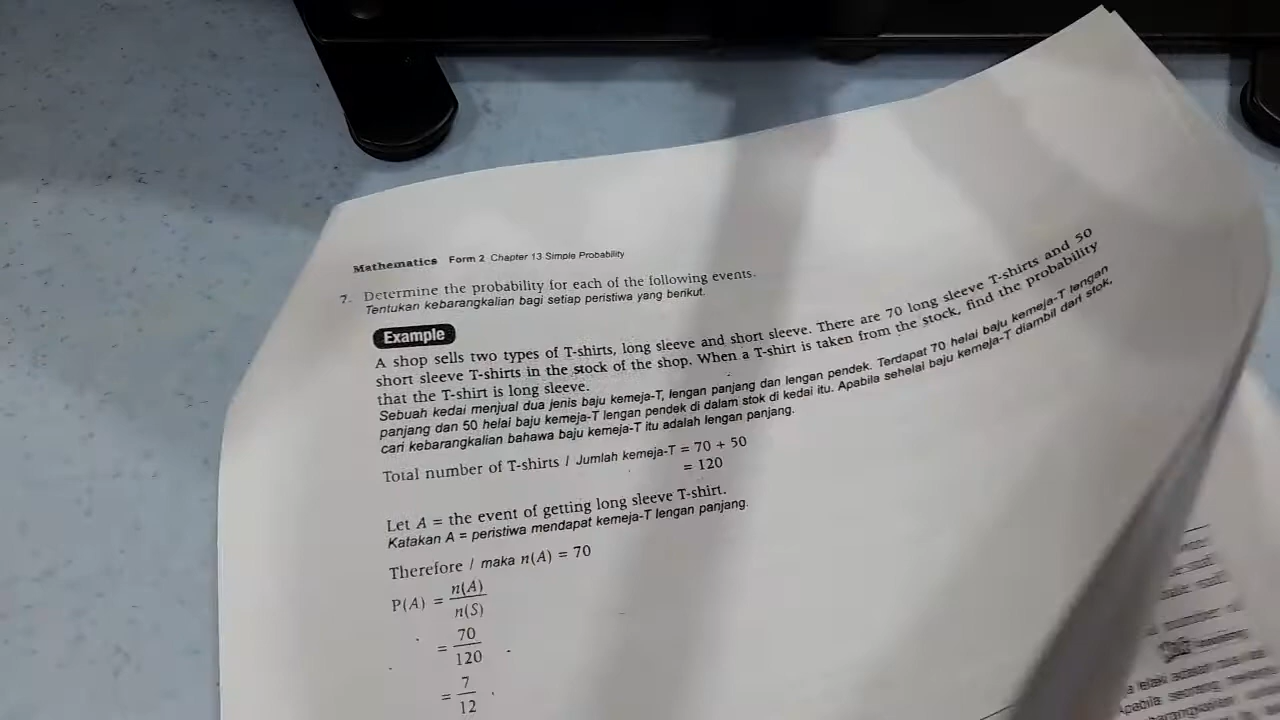 Mathematics Form 2 Chapter 13 Simple Probability
7. Determine the probability for each of the following events.
Tentukan kebarangkalian bagi setiap peristiwa yang berikut.
Example
A shop sells two types of T-shirts, long sleeve and short sleeve. There are 70 long sleeve T-shirts and 50
short sleeve T-shirts in the stock of the shop. When a T-shirt is taken from the stock, find the probability
that the T-shirt is long sleeve.
Sebuah kedai menjual dua jenis baju kemeja-T, lengan panjang dan lengan pendek. Terdapat 70 helai baju kemeja-T lengan
panjang dan 50 helai baju kemeja-T lengan pendek di dalam stok di kedai itu. Apabila sehelai baju kemeja-T diambil dari stok,
cari kebarangkalian bahawa baju kemeja-T itu adalah lengan panjang.
Total number of T-shirts / Jumlah kemeja-T = 70 + 50
= 120
Let A = the event of getting long sleeve T-shirt.
Katakan A = peristiwa mendapat kemeja-T lengan panjang.
Therefore / maka n(A) = 70
P(A) = n(A)
n(S)
= 70
120
= 7
12